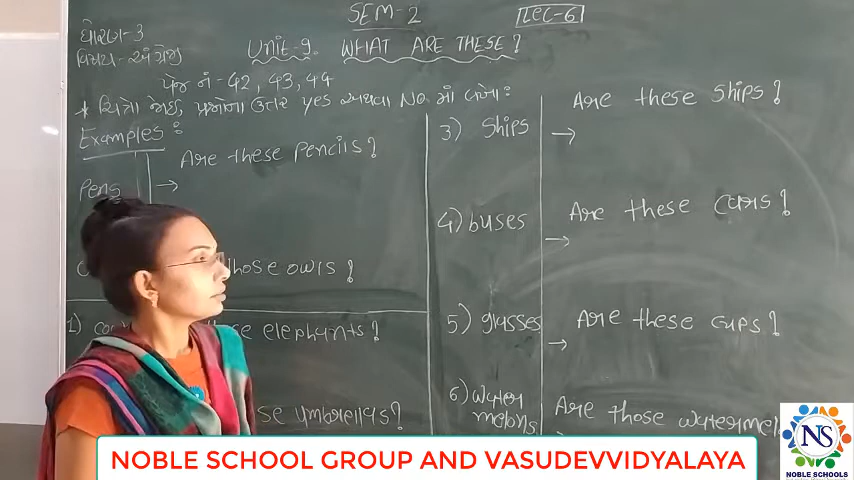 SEM-2
Lec-6
ધોરણ-3
વિષય-અંગ્રેજી
Unit-9. WHAT ARE THESE?
પેજ નં-42, 43, 44
* ચિત્રો જોઈ, પ્રશ્નોના ઉત્તર yes અથવા No માં લખો:
Examples:
Are these Pencils?
Pens →
those owls?
1)
se elephants?
se umbrellas?
Are these Ships?
3) Ships →
Are these cars?
4) buses →
Are these cups?
5) glasses →
6) water melons
Are those watermel
NOBLE SCHOOL GROUP AND VASUDEVVIDYALAYA
NS
NOBLE SCHOOLS